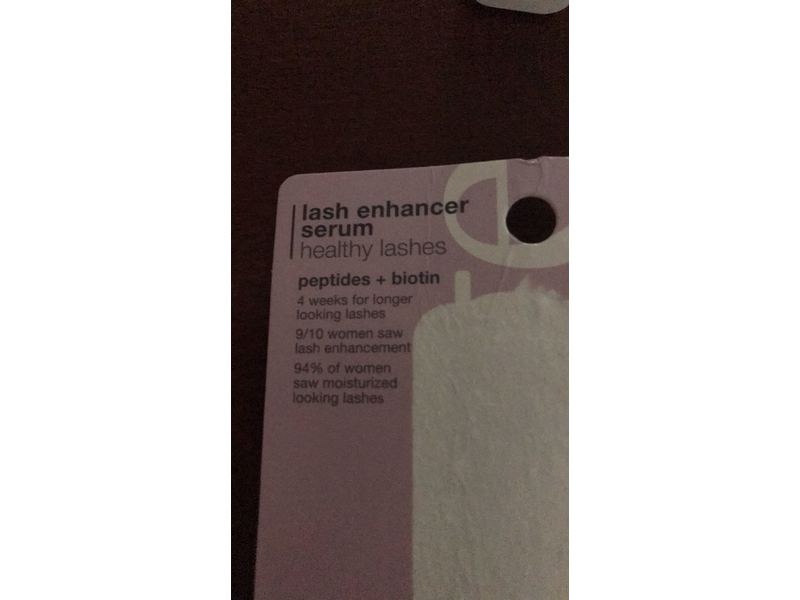 lash enhancer
serum
healthy lashes
peptides + biotin
4 weeks for longer
looking lashes
9/10 women saw
lash enhancement
94% of women
saw moisturized
looking lashes